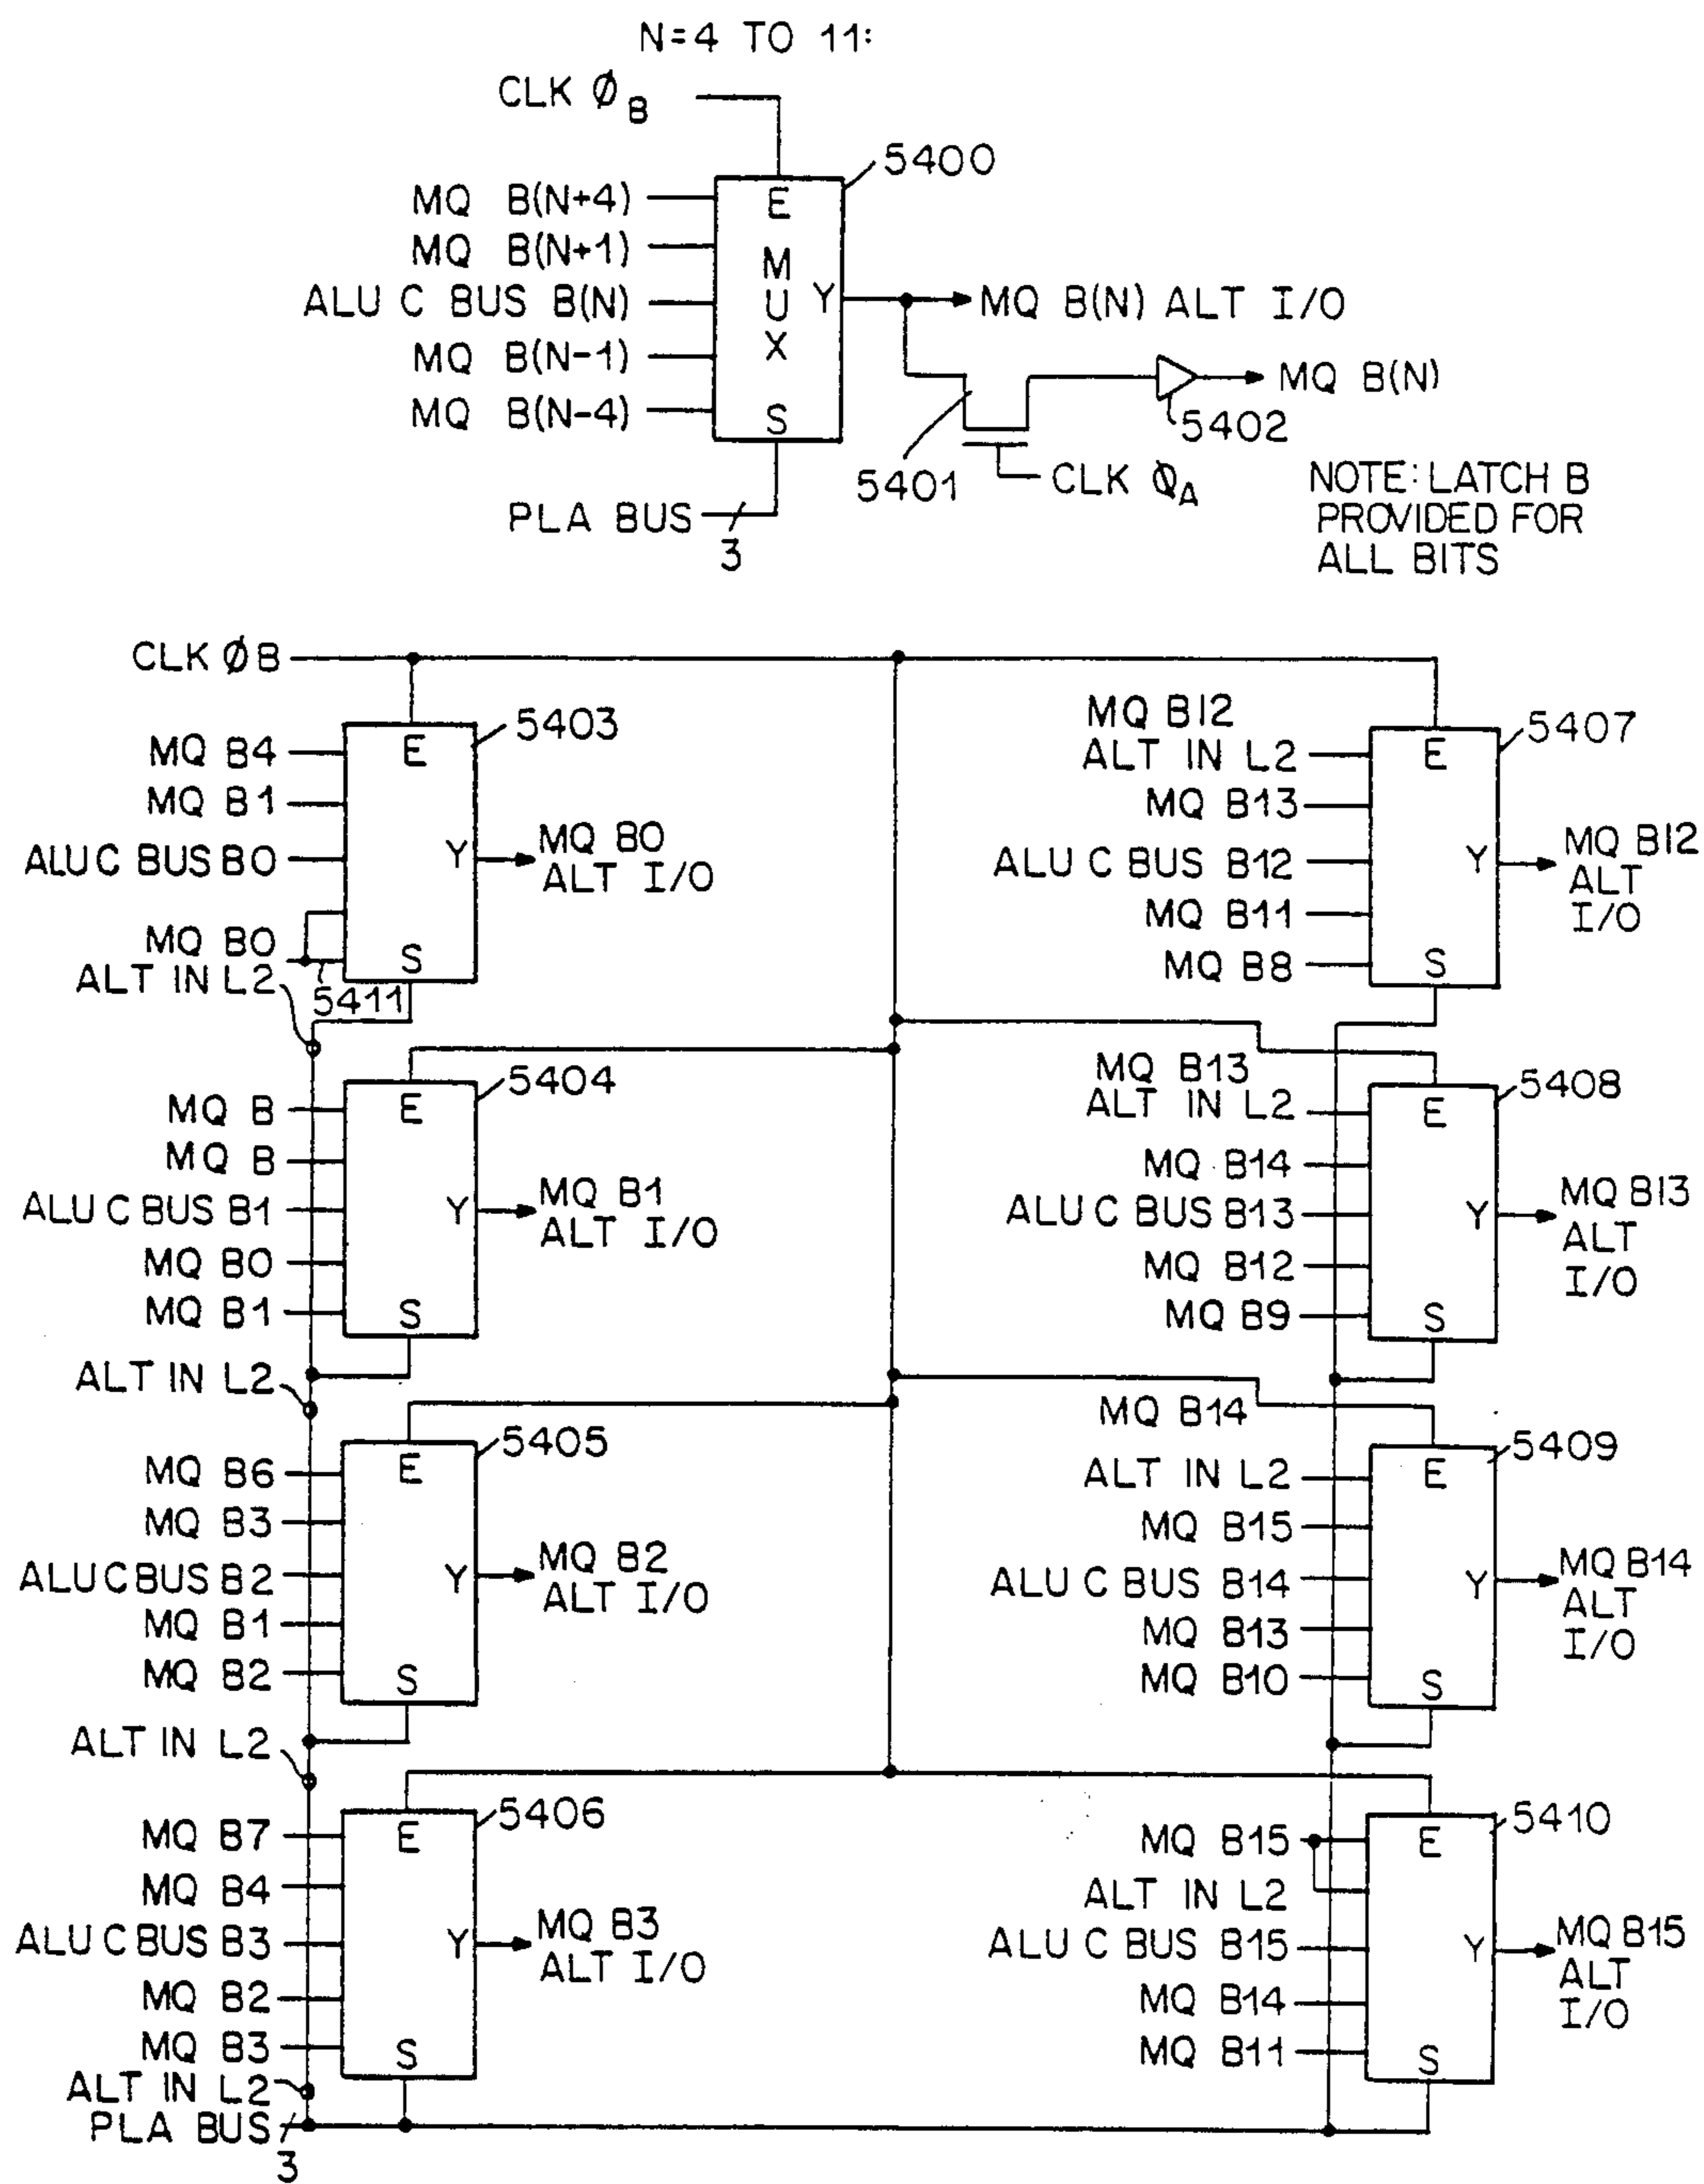 N=4 TO 11:
CLK Ø B
5400
MQ B(N+4)
MQ B(N+1)
ALU C BUS B(N)
MQ B(N-1)
MQ B(N-4)
E
MUX
Y
S
MQ B(N) ALT I/O
MQ B(N)
5402
5401
CLK Ø A
PLA BUS
3
NOTE: LATCH B
PROVIDED FOR
ALL BITS
CLK Ø B
5403
MQ B4
MQ B1
ALU C BUS B0
MQ B0
ALT IN L2
5411
E
Y
S
MQ B0
ALT I/O
5404
MQ B
MQ B
ALU C BUS B1
MQ B0
MQ B1
ALT IN L2
E
Y
S
MQ B1
ALT I/O
5405
MQ B6
MQ B3
ALU C BUS B2
MQ B1
MQ B2
ALT IN L2
E
Y
S
MQ B2
ALT I/O
5406
MQ B7
MQ B4
ALU C BUS B3
MQ B2
MQ B3
ALT IN L2
E
Y
S
MQ B3
ALT I/O
PLA BUS
3
5407
MQ B12
ALT IN L2
MQ B13
ALU C BUS B12
MQ B11
MQ B8
E
Y
S
MQ B12
ALT
I/O
5408
MQ B13
ALT IN L2
MQ B14
ALU C BUS B13
MQ B12
MQ B9
E
Y
S
MQ B13
ALT
I/O
5409
MQ B14
ALT IN L2
MQ B15
ALU C BUS B14
MQ B13
MQ B10
E
Y
S
MQ B14
ALT
I/O
5410
MQ B15
ALT IN L2
ALU C BUS B15
MQ B14
MQ B11
E
Y
S
MQ B15
ALT
I/O